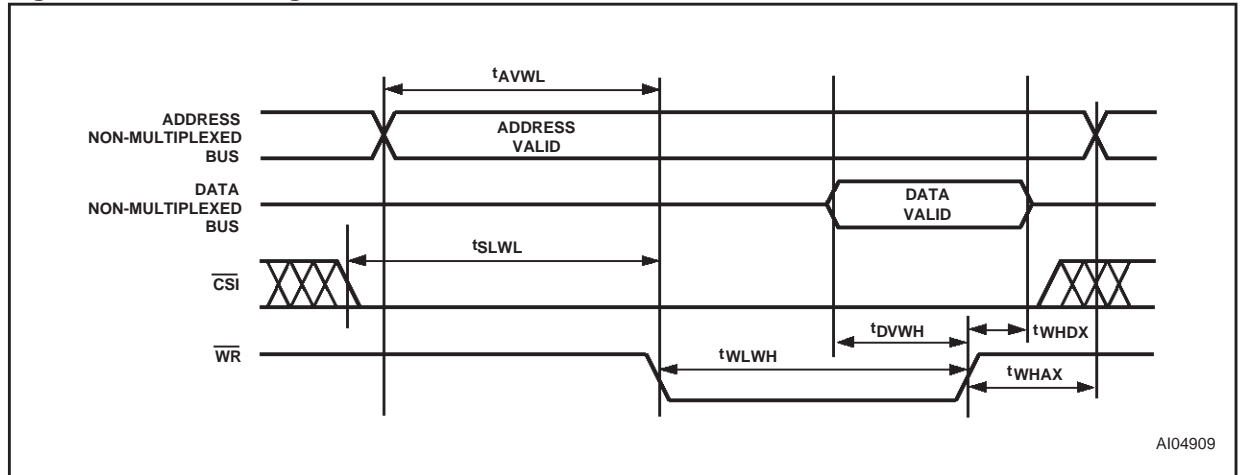 tAVWL
ADDRESS
NON-MULTIPLEXED
BUS
ADDRESS
VALID
DATA
NON-MULTIPLEXED
BUS
DATA
VALID
tSLWL
CSI
tDVWH
tWHDX
WR
tWLWH
tWHAX
AI04909